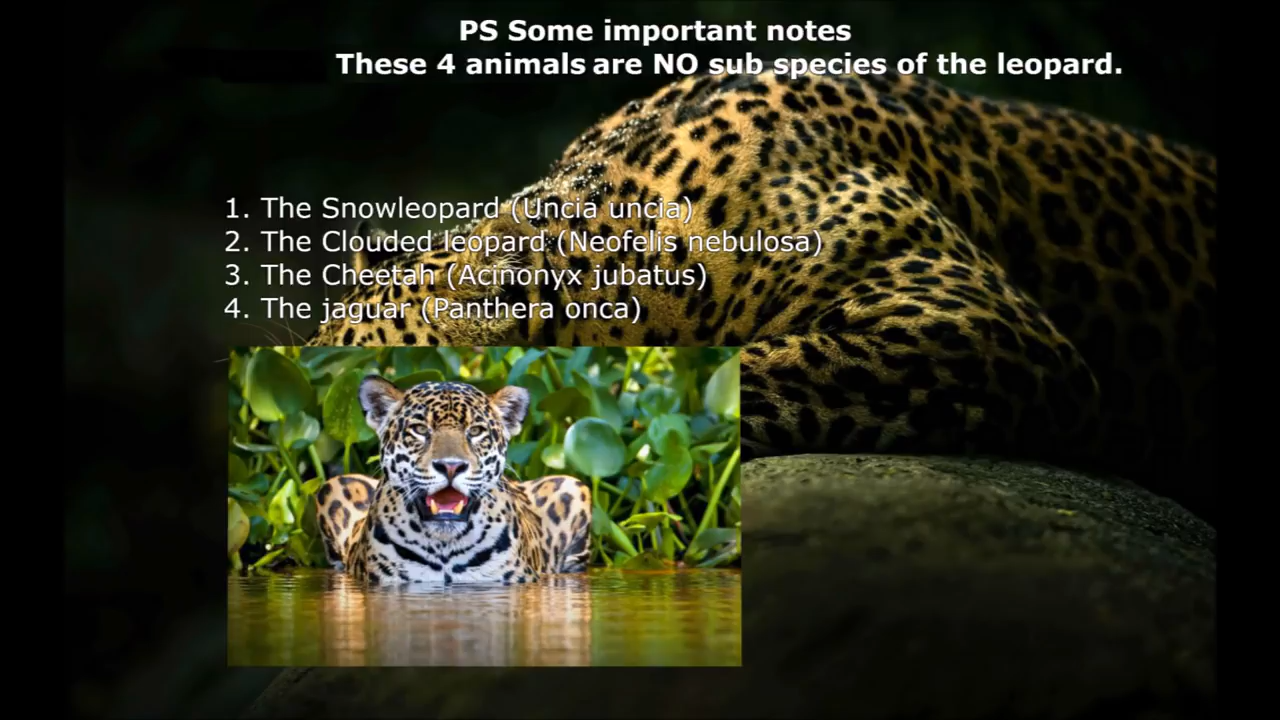 PS Some important notes
These 4 animals are NO sub species of the leopard.
1. The Snowleopard (Uncia uncia)
2. The Clouded leopard (Neofelis nebulosa)
3. The Cheetah (Acinonyx jubatus)
4. The jaguar (Panthera onca)